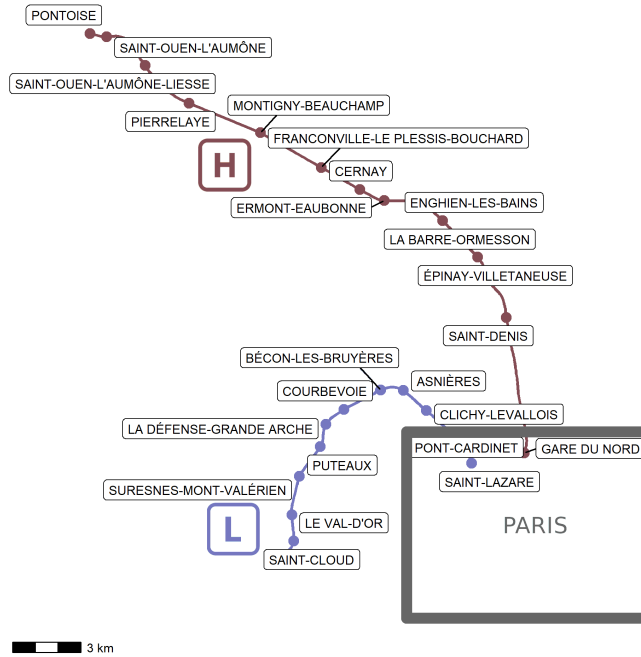 PONTOISE
SAINT-OUEN-L'AUMÔNE
SAINT-OUEN-L'AUMÔNE-LIESSE
MONTIGNY-BEAUCHAMP
PIERRELAYE
FRANCONVILLE-LE PLESSIS-BOUCHARD
H
CERNAY
ERMONT-EAUBONNE
ENGHIEN-LES-BAINS
LA BARRE-ORMESSON
ÉPINAY-VILLETANEUSE
SAINT-DENIS
BÉCON-LES-BRUYÈRES
ASNIÈRES
COURBEVOIE
CLICHY-LEVALLOIS
LA DÉFENSE-GRANDE ARCHE
PONT-CARDINET
GARE DU NORD
PUTEAUX
SAINT-LAZARE
SURESNES-MONT-VALÉRIEN
LE VAL-D'OR
L
PARIS
SAINT-CLOUD
3 km